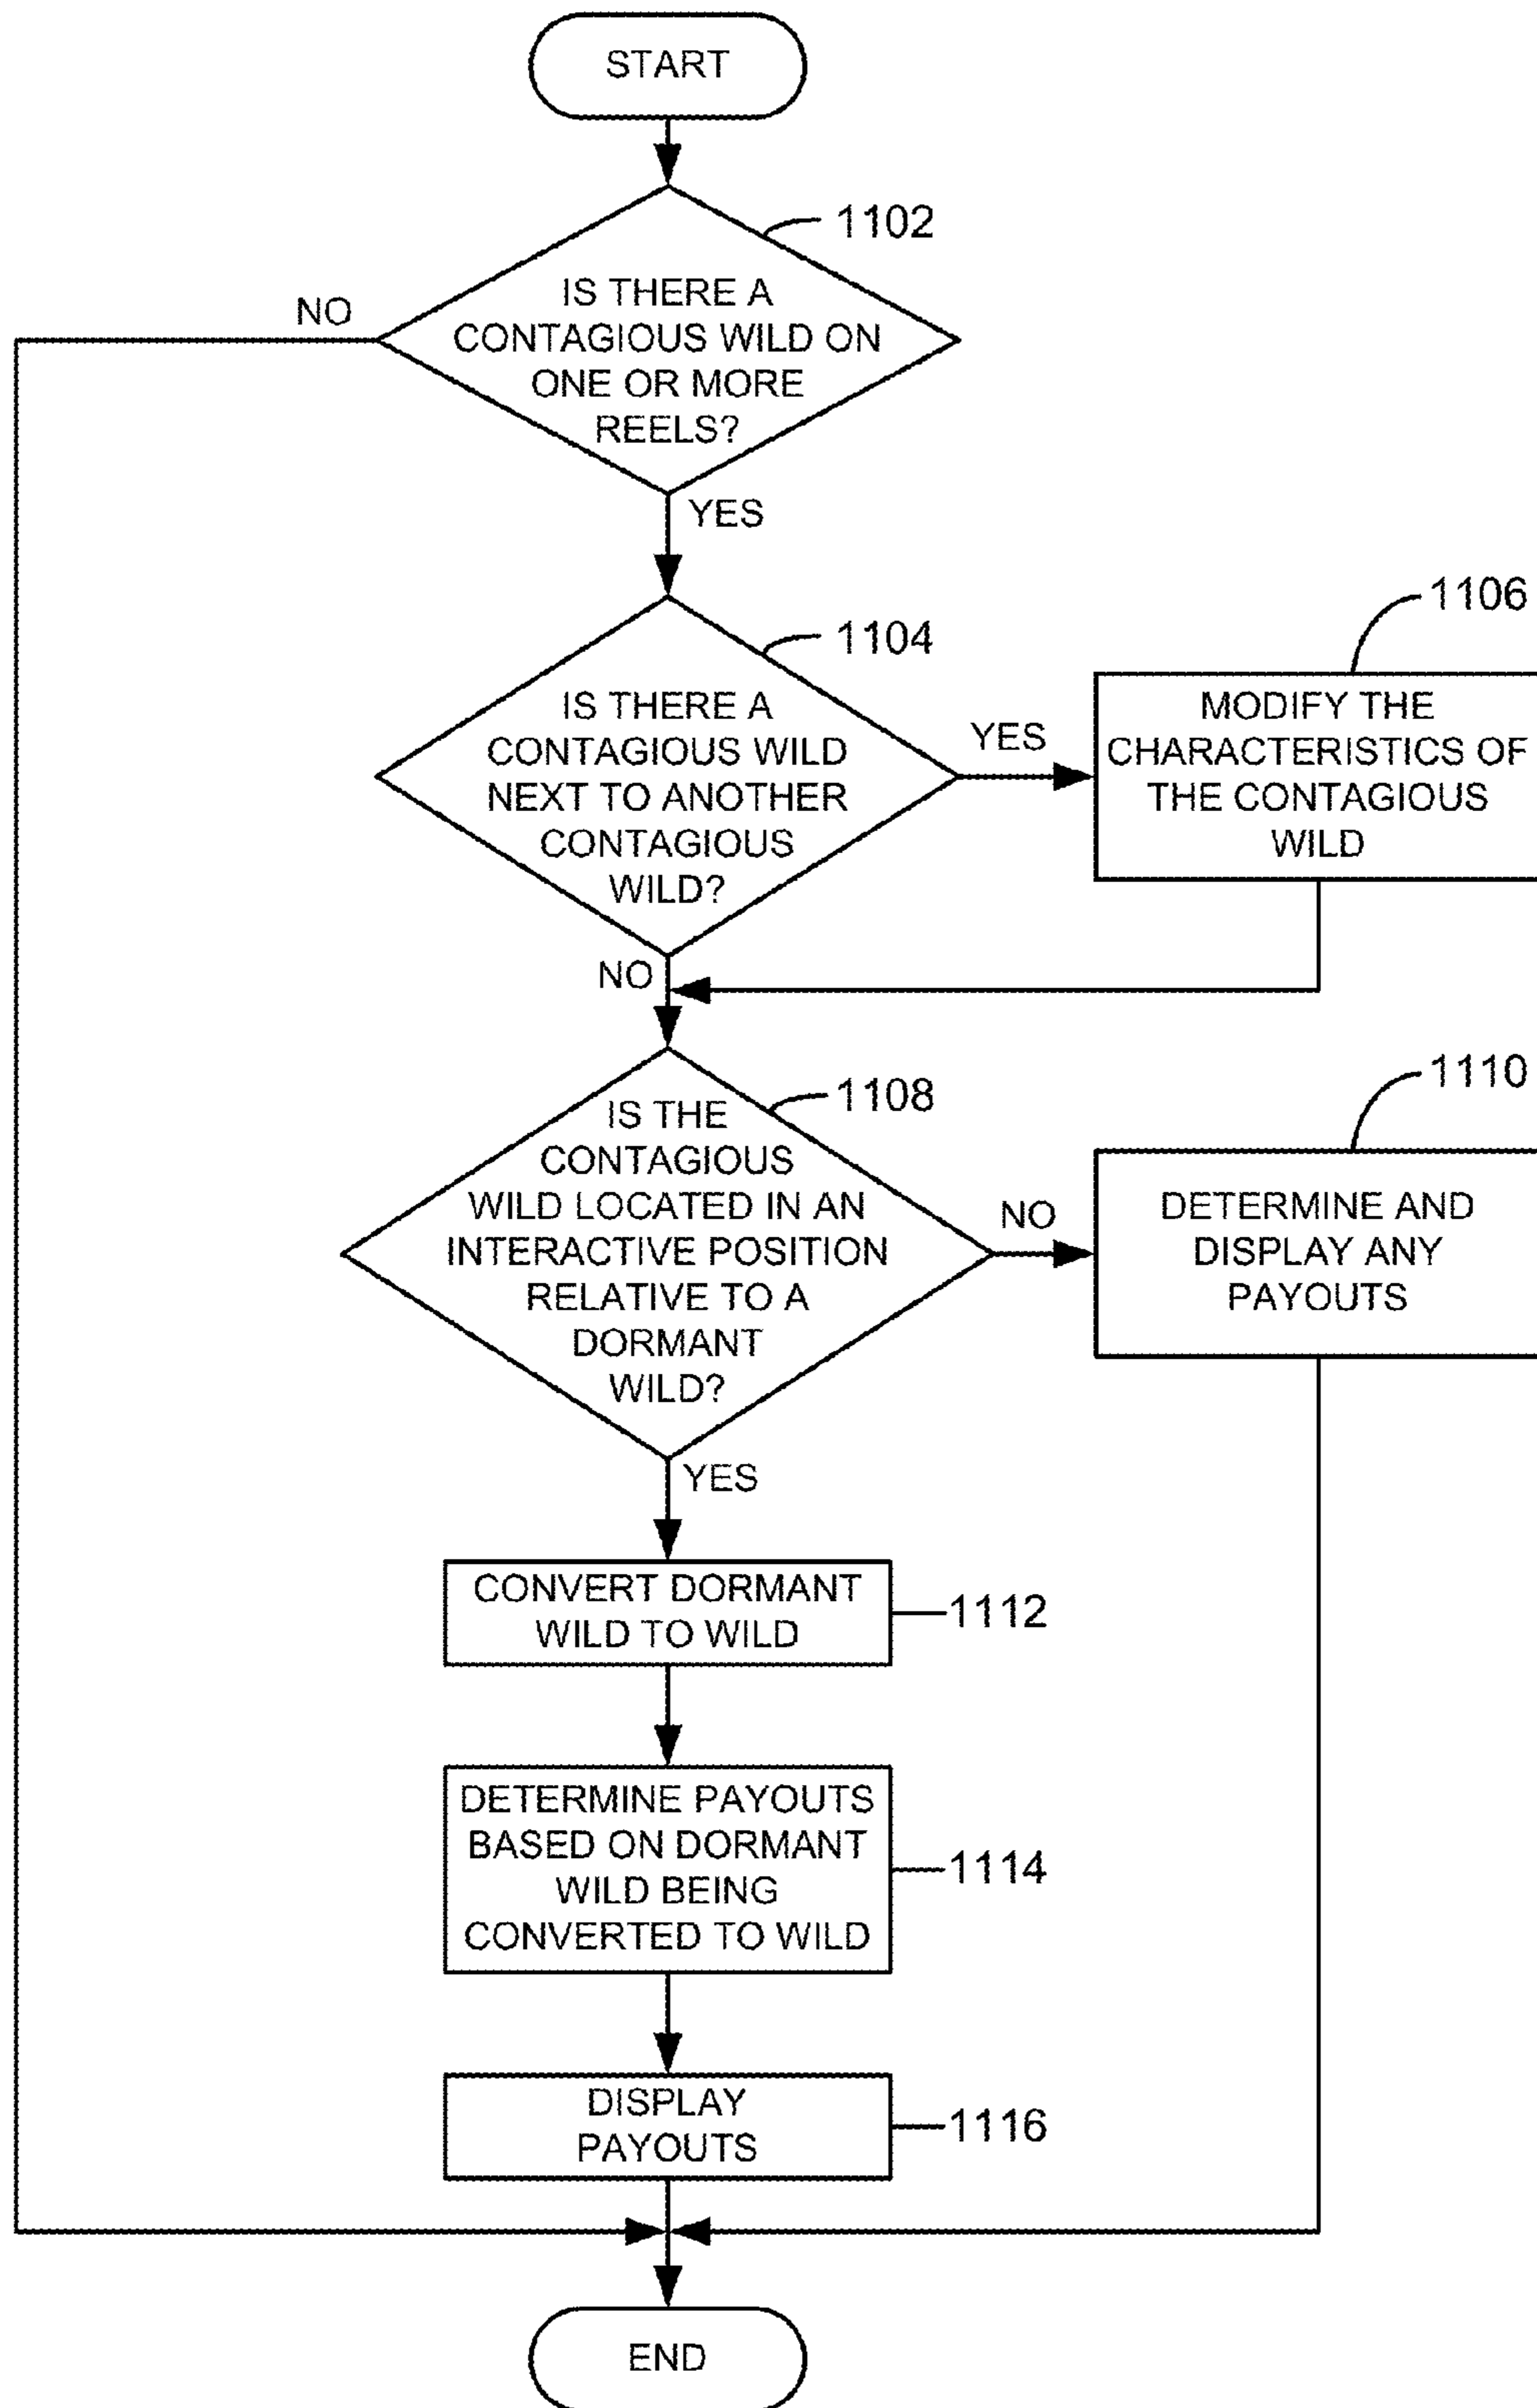 START
1102
IS THERE A
CONTAGIOUS WILD ON
ONE OR MORE
REELS?
NO
YES
1104
IS THERE A
CONTAGIOUS WILD
NEXT TO ANOTHER
CONTAGIOUS
WILD?
YES
1106
MODIFY THE
CHARACTERISTICS OF
THE CONTAGIOUS
WILD
NO
1108
IS THE
CONTAGIOUS
WILD LOCATED IN AN
INTERACTIVE POSITION
RELATIVE TO A
DORMANT
WILD?
NO
1110
DETERMINE AND
DISPLAY ANY
PAYOUTS
YES
CONVERT DORMANT
WILD TO WILD
1112
DETERMINE PAYOUTS
BASED ON DORMANT
WILD BEING
CONVERTED TO WILD
1114
DISPLAY
PAYOUTS
1116
END